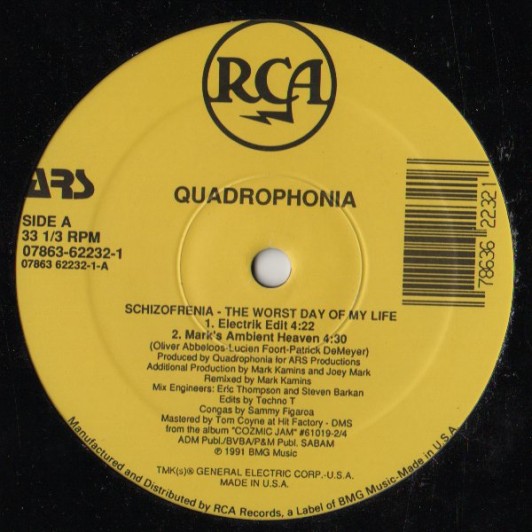 RCA
ARS
QUADROPHONIA
SIDE A
33 1/3 RPM
07863-62232-1
07863 62232-1-A
78636 22321
SCHIZOFRENIA - THE WORST DAY OF MY LIFE
1. Electrik Edit 4:22
2. Mark's Ambient Heaven 4:30
(Oliver Abbeloos-Lucien Foort-Patrick DeMeyer)
Produced by Quadrophonia for ARS Productions
Additional Production by Mark Kamins and Joey Mark
Remixed by Mark Kamins
Mix Engineers: Eric Thompson and Steven Barkan
Edits by Techno T
Congas by Sammy Figaroa
Mastered by Tom Coyne at Hit Factory - DMS
from the album "COZMIC JAM" #61019-2/4
ADM Publ./BVBA/P&M Publ. SABAM
℗ 1991 BMG Music
TMK(s)® GENERAL ELECTRIC CORP.-U.S.A.
MADE IN U.S.A.
Manufactured and Distributed by RCA Records, a Label of BMG Music-Made in U.S.A.